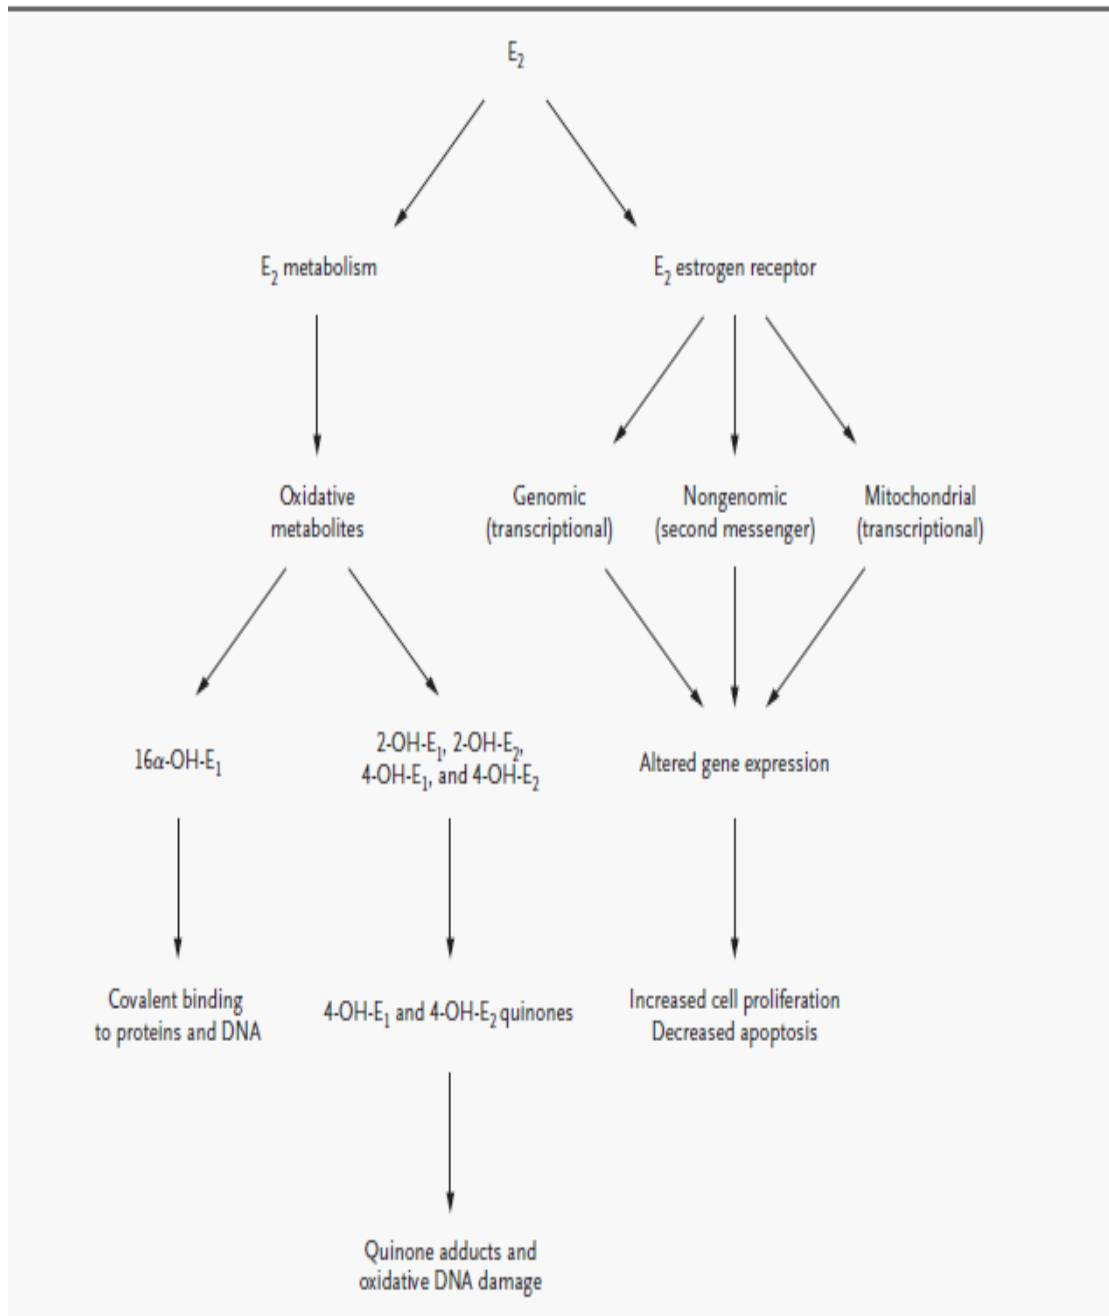 E₂
E₂ metabolism
E₂ estrogen receptor
Oxidative
metabolites
Genomic
(transcriptional)
Nongenomic
(second messenger)
Mitochondrial
(transcriptional)
16α-OH-E₁
2-OH-E₁, 2-OH-E₂,
4-OH-E₁, and 4-OH-E₂
Altered gene expression
Covalent binding
to proteins and DNA
4-OH-E₁ and 4-OH-E₂ quinones
Increased cell proliferation
Decreased apoptosis
Quinone adducts and
oxidative DNA damage